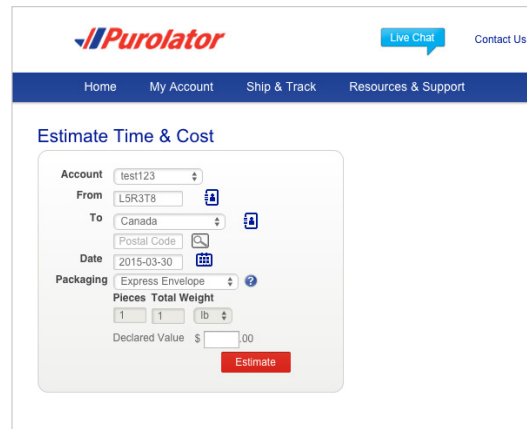 Purolator
Live Chat
Contact Us
Home My Account Ship & Track Resources & Support
Estimate Time & Cost
Account test123
From L5R3T8
To Canada
Postal Code
Date 2015-03-30
Packaging Express Envelope ?
Pieces Total Weight
1 1 lb
Declared Value $ .00
Estimate